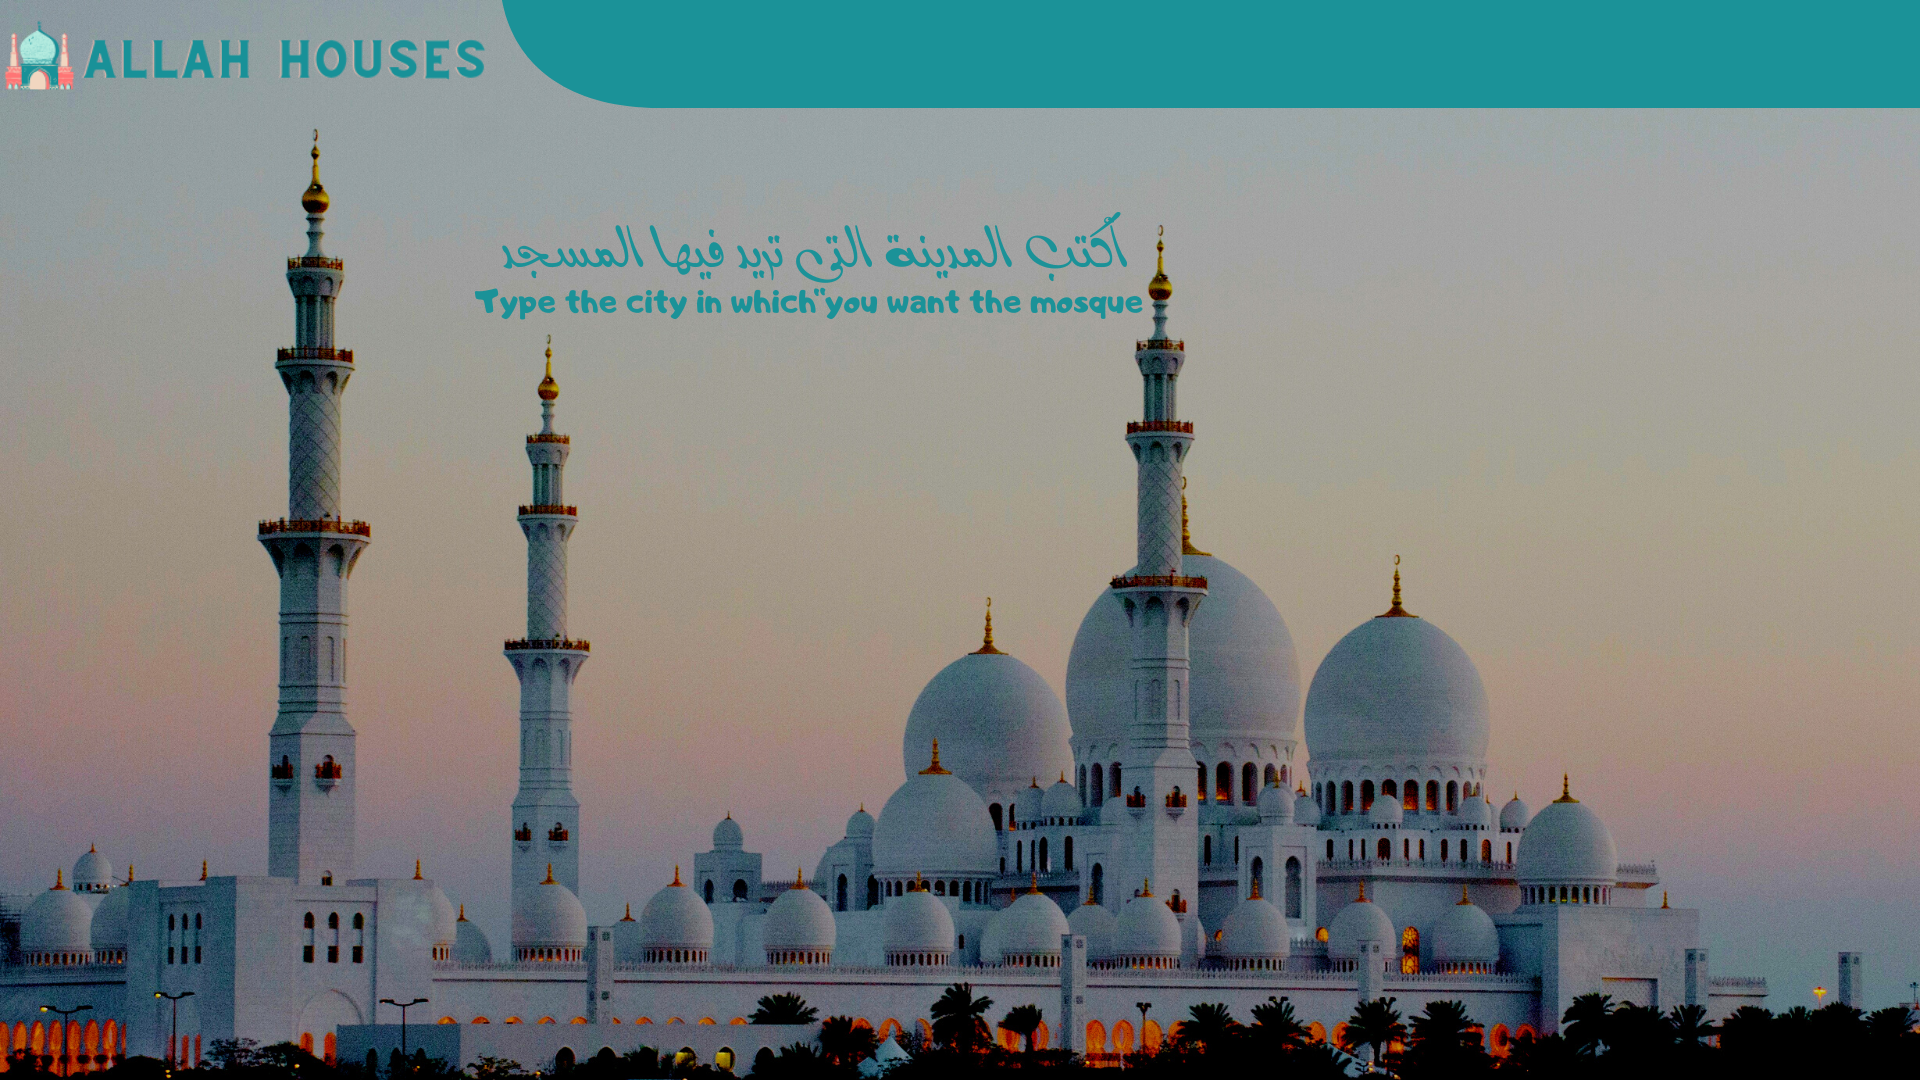 ALLAH HOUSES
أكتب المدينة التى تريد فيها المسجد
Type the city in which you want the mosque